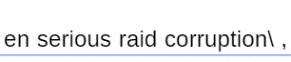 en serious raid corruption\ ,